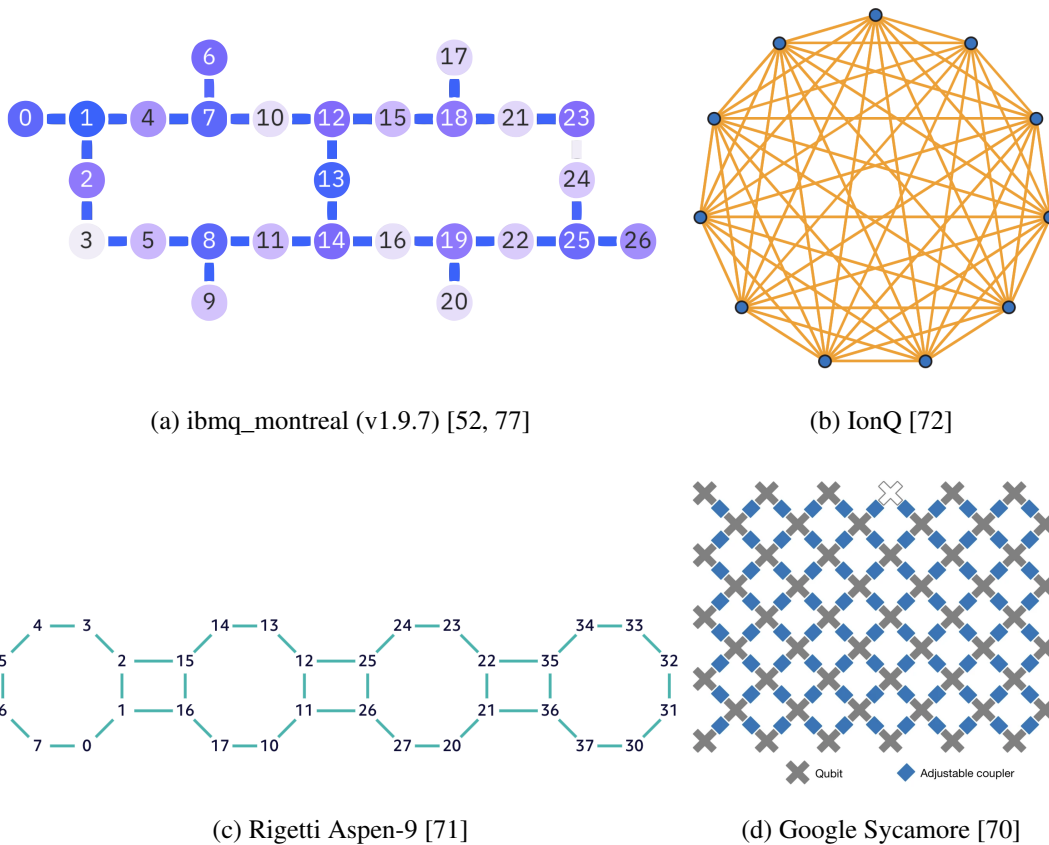 6 17
0 1 4 7 10 12 15 18 21 23
2 13 24
3 5 8 11 14 16 19 22 25 26
9 20
(a) ibmq_montreal (v1.9.7) [52, 77]
(b) IonQ [72]
4 3 14 13 24 23 34 33
5 2 15 12 25 22 35 32
6 1 16 11 26 21 36 31
7 0 17 10 27 20 37 30
Qubit
Adjustable coupler
(c) Rigetti Aspen-9 [71]
(d) Google Sycamore [70]